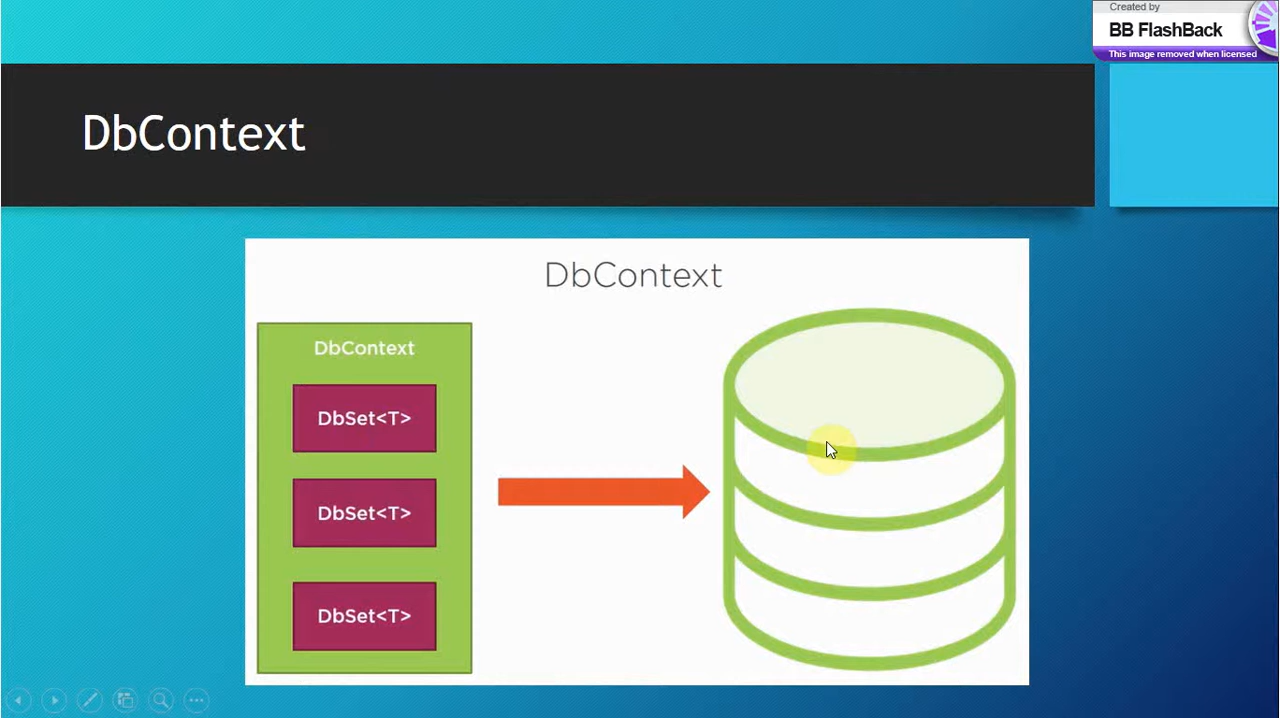 Created by
BB FlashBack
This image removed when licensed
DbContext
DbContext
DbContext
DbSet<T>
DbSet<T>
DbSet<T>